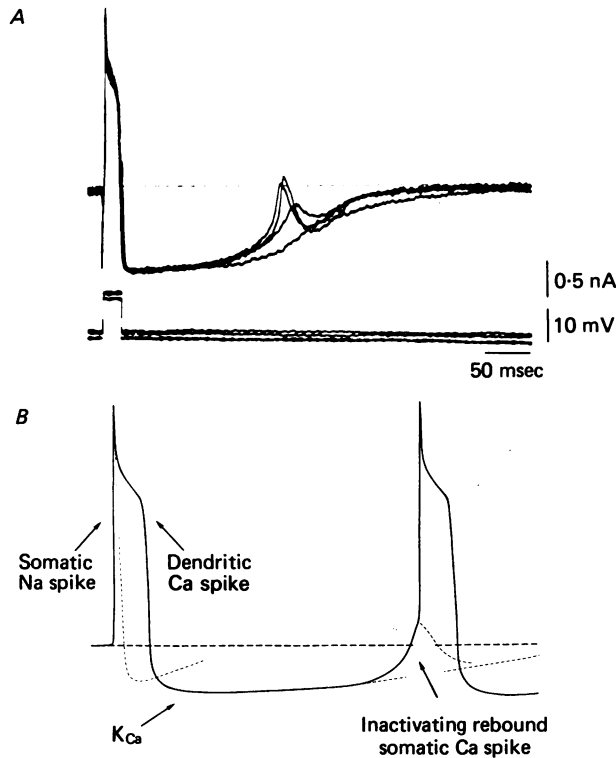 A
0·5 nA
10 mV
50 msec
B
Somatic
Na spike
Dendritic
Ca spike
KCa
Inactivating rebound
somatic Ca spike